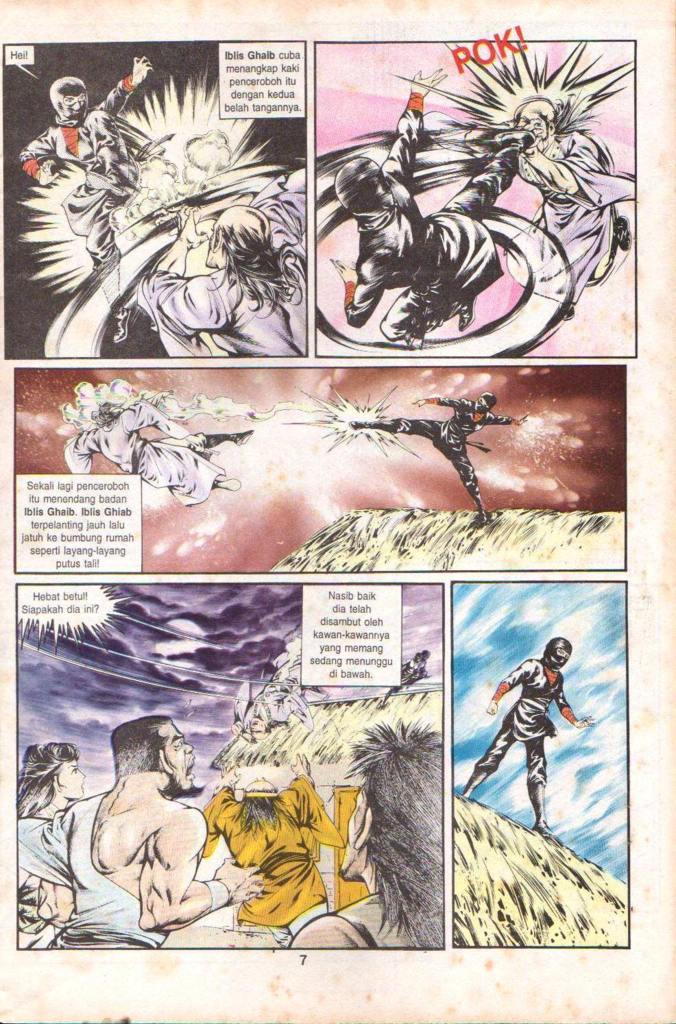 Hei!
Iblis Ghaib cuba
menangkap kaki
penceroboh itu
dengan kedua
belah tangannya.
POK!
Sekali lagi penceroboh
itu menendang badan
Iblis Ghaib. Iblis Ghiab
terpelanting jauh lalu
jatuh ke bumbung rumah
seperti layang-layang
putus tali!
Hebat betul!
Siapakah dia ini?
Nasib baik
dia telah
disambut oleh
kawan-kawannya
yang memang
sedang menunggu
di bawah.
7